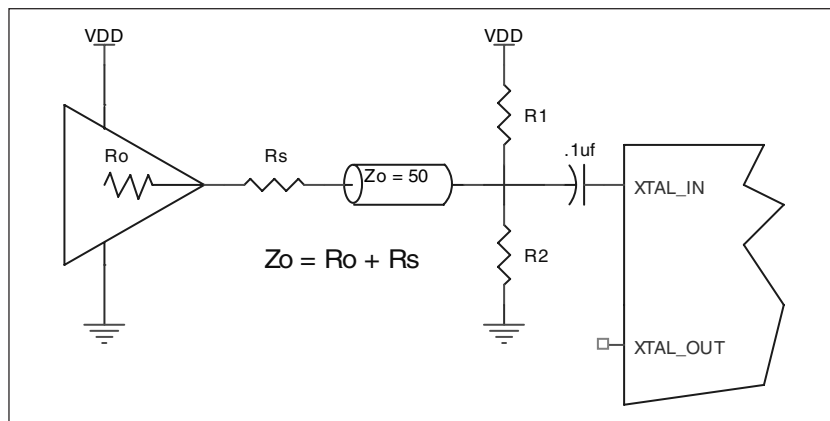 VDD
VDD
R1
Ro
Rs
.1uf
Zo = 50
XTAL_IN
Zo = Ro + Rs
R2
XTAL_OUT